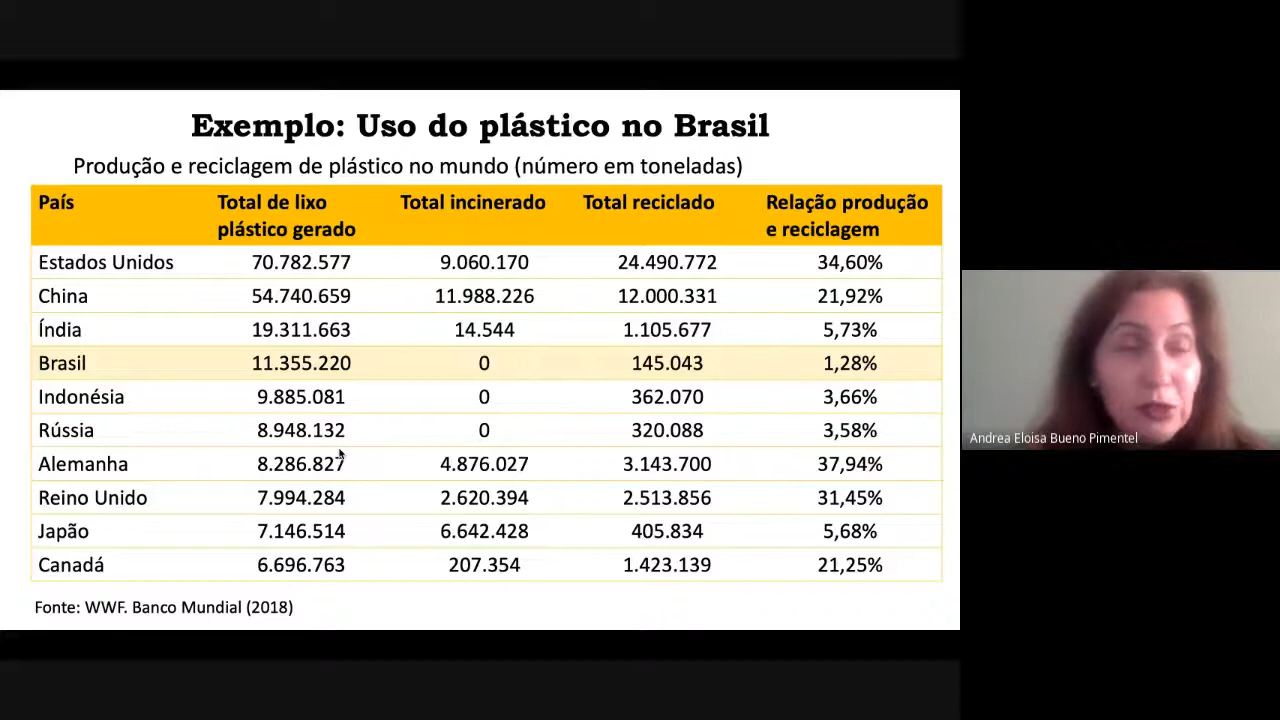 Exemplo: Uso do plástico no Brasil
Produção e reciclagem de plástico no mundo (número em toneladas)
País Total de lixo plástico gerado Total incinerado Total reciclado Relação produção e reciclagem
Estados Unidos 70.782.577 9.060.170 24.490.772 34,60%
China 54.740.659 11.988.226 12.000.331 21,92%
Índia 19.311.663 14.544 1.105.677 5,73%
Brasil 11.355.220 0 145.043 1,28%
Indonésia 9.885.081 0 362.070 3,66%
Rússia 8.948.132 0 320.088 3,58%
Alemanha 8.286.827 4.876.027 3.143.700 37,94%
Reino Unido 7.994.284 2.620.394 2.513.856 31,45%
Japão 7.146.514 6.642.428 405.834 5,68%
Canadá 6.696.763 207.354 1.423.139 21,25%
Fonte: WWF. Banco Mundial (2018)
Andrea Eloisa Bueno Pimentel